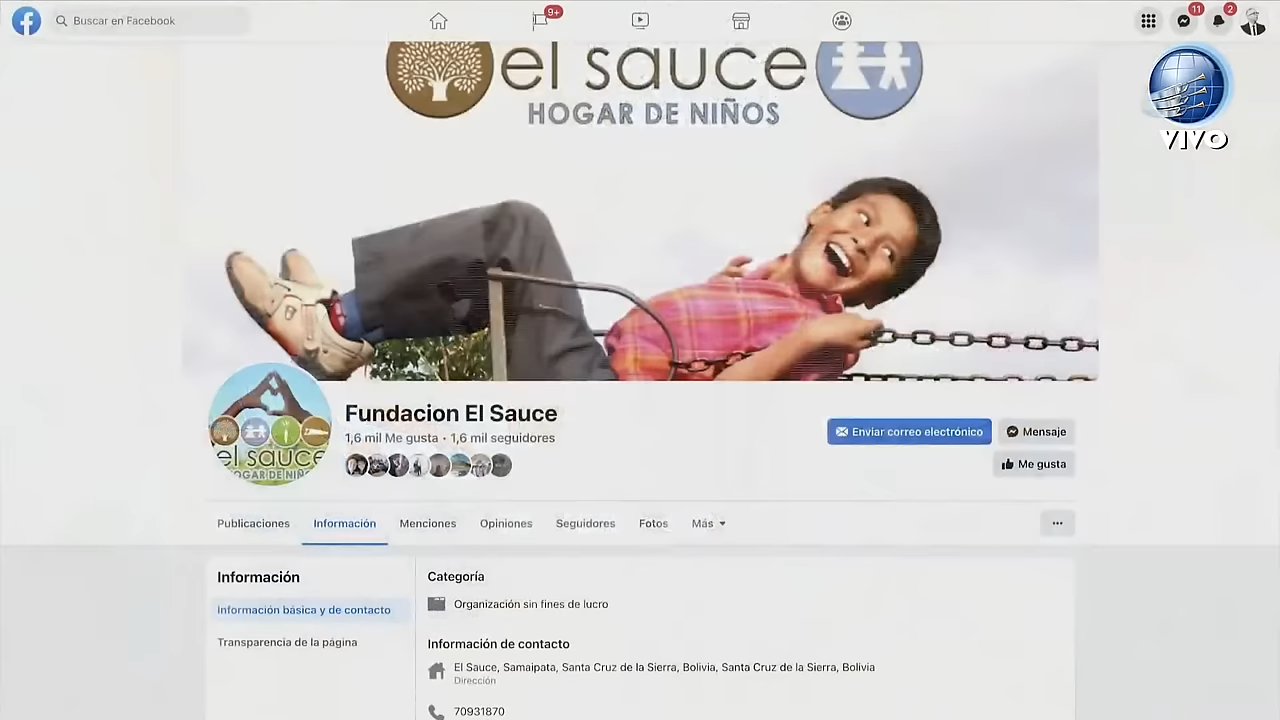 Buscar en Facebook
9+
11
2
el sauce
HOGAR DE NIÑOS
VIVO
Fundacion El Sauce
1,6 mil Me gusta • 1,6 mil seguidores
Enviar correo electrónico
Mensaje
Me gusta
el sauce
HOGAR DE NIÑ
Publicaciones
Información
Menciones
Opiniones
Seguidores
Fotos
Más
Información
Información básica y de contacto
Transparencia de la página
Categoría
Organización sin fines de lucro
Información de contacto
El Sauce, Samaipata, Santa Cruz de la Sierra, Bolivia, Santa Cruz de la Sierra, Bolivia
Dirección
70931870